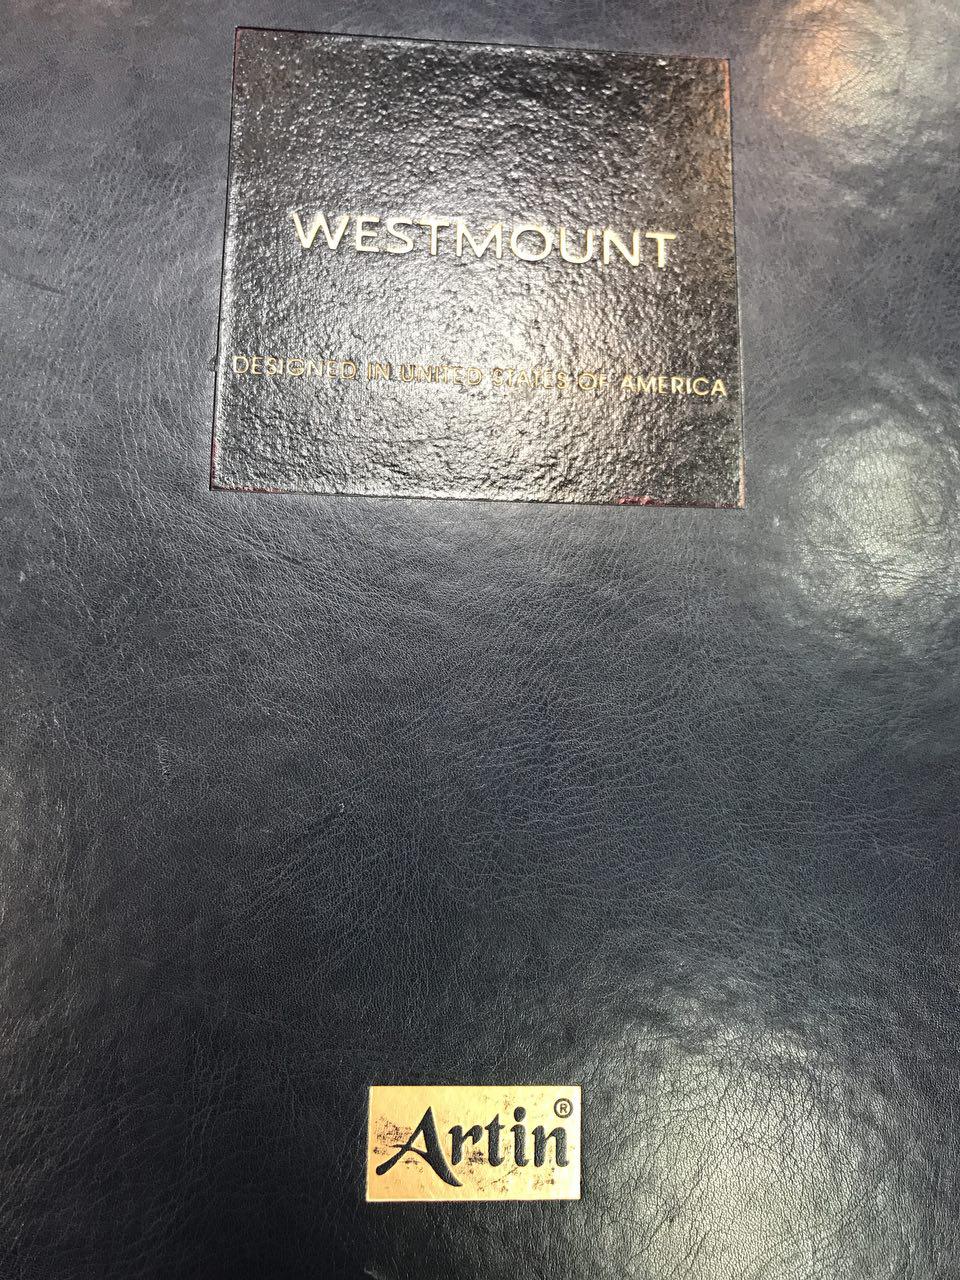 WESTMOUNT
DESIGNED IN UNITED STATES OF AMERICA
Artin®